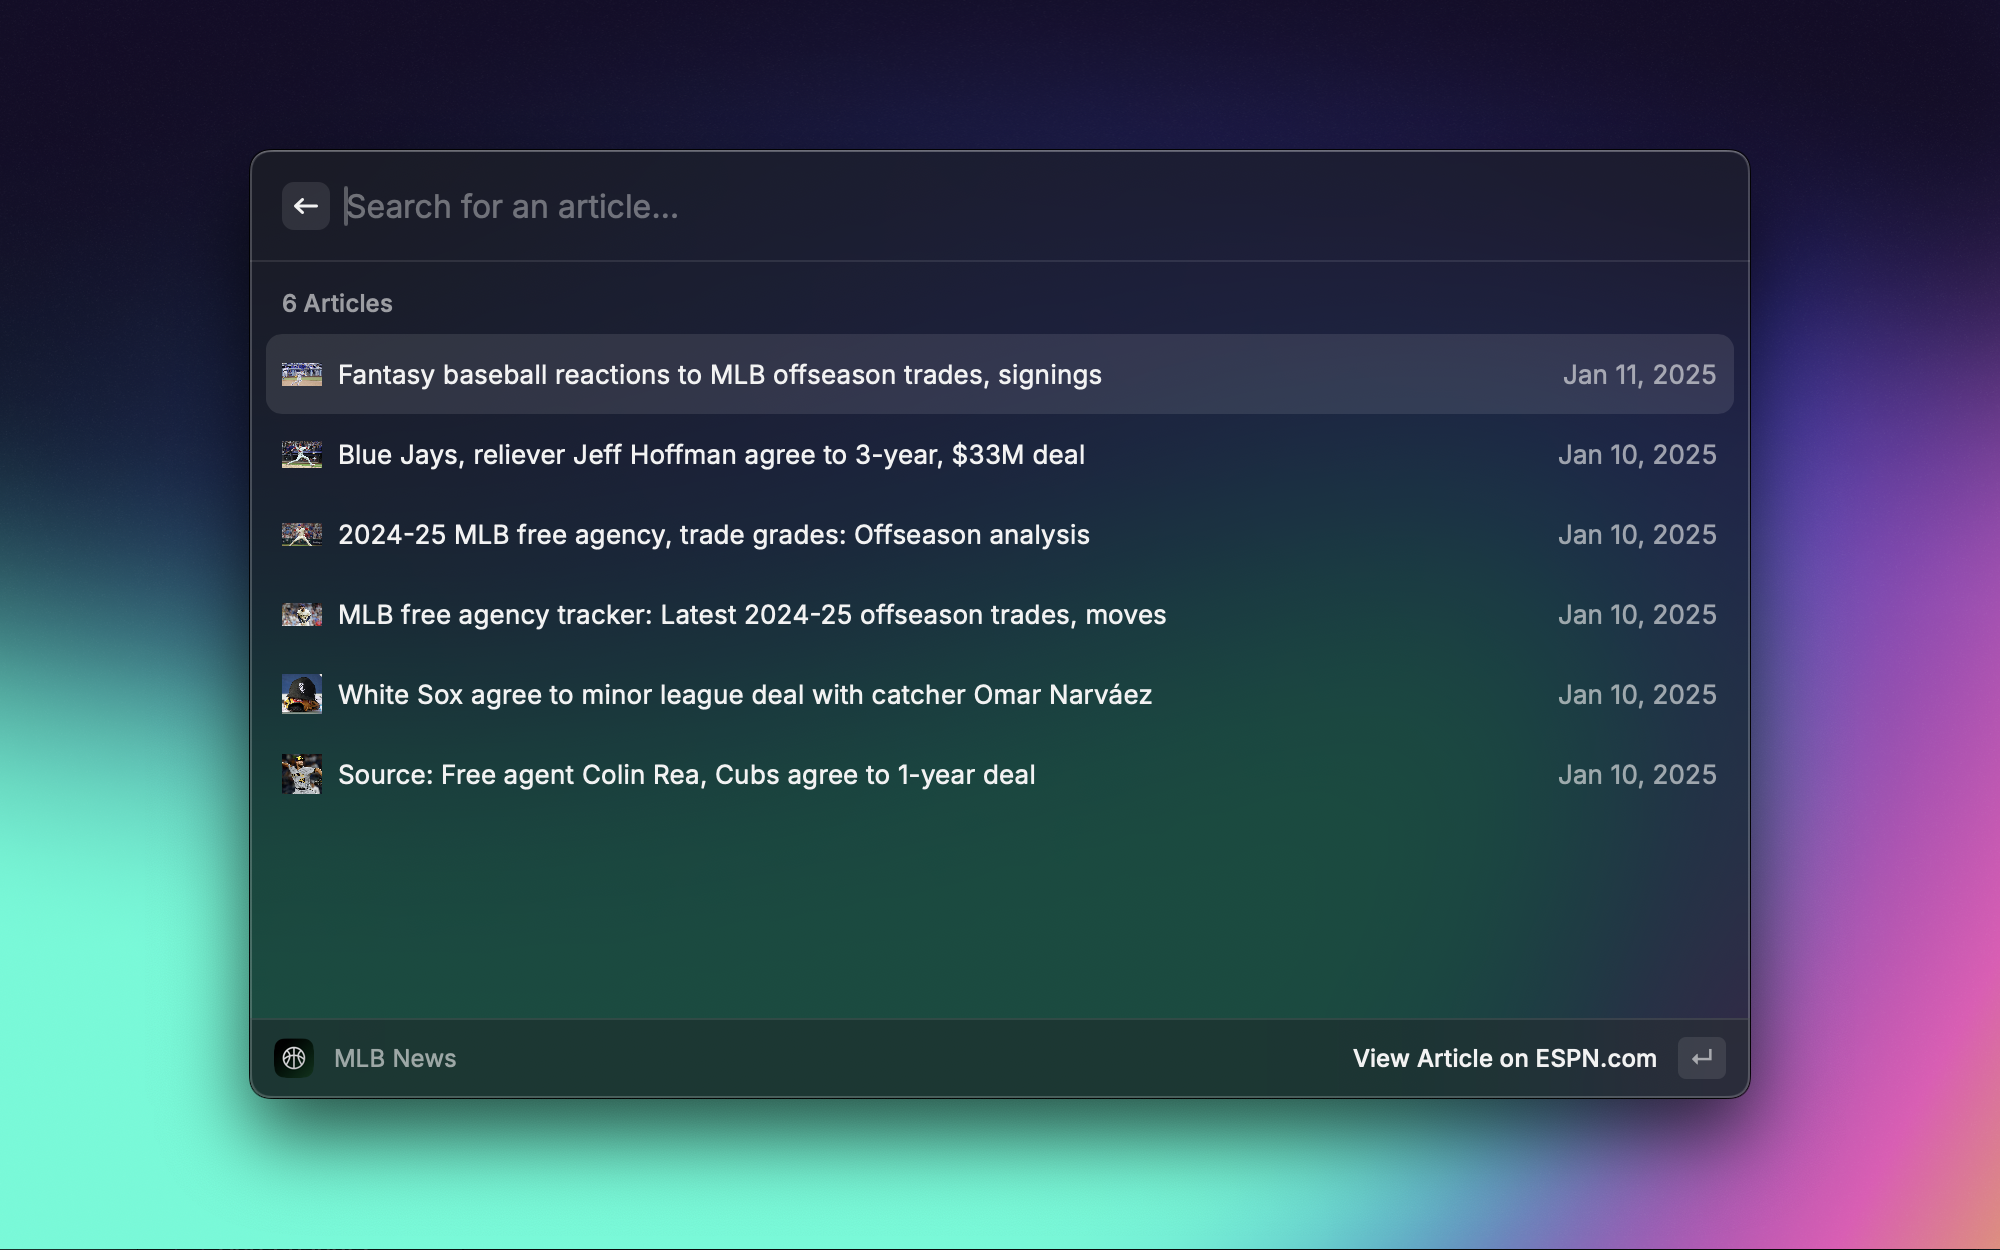 Search for an article...
6 Articles
Fantasy baseball reactions to MLB offseason trades, signings Jan 11, 2025
Blue Jays, reliever Jeff Hoffman agree to 3-year, $33M deal Jan 10, 2025
2024-25 MLB free agency, trade grades: Offseason analysis Jan 10, 2025
MLB free agency tracker: Latest 2024-25 offseason trades, moves Jan 10, 2025
White Sox agree to minor league deal with catcher Omar Narváez Jan 10, 2025
Source: Free agent Colin Rea, Cubs agree to 1-year deal Jan 10, 2025
MLB News View Article on ESPN.com